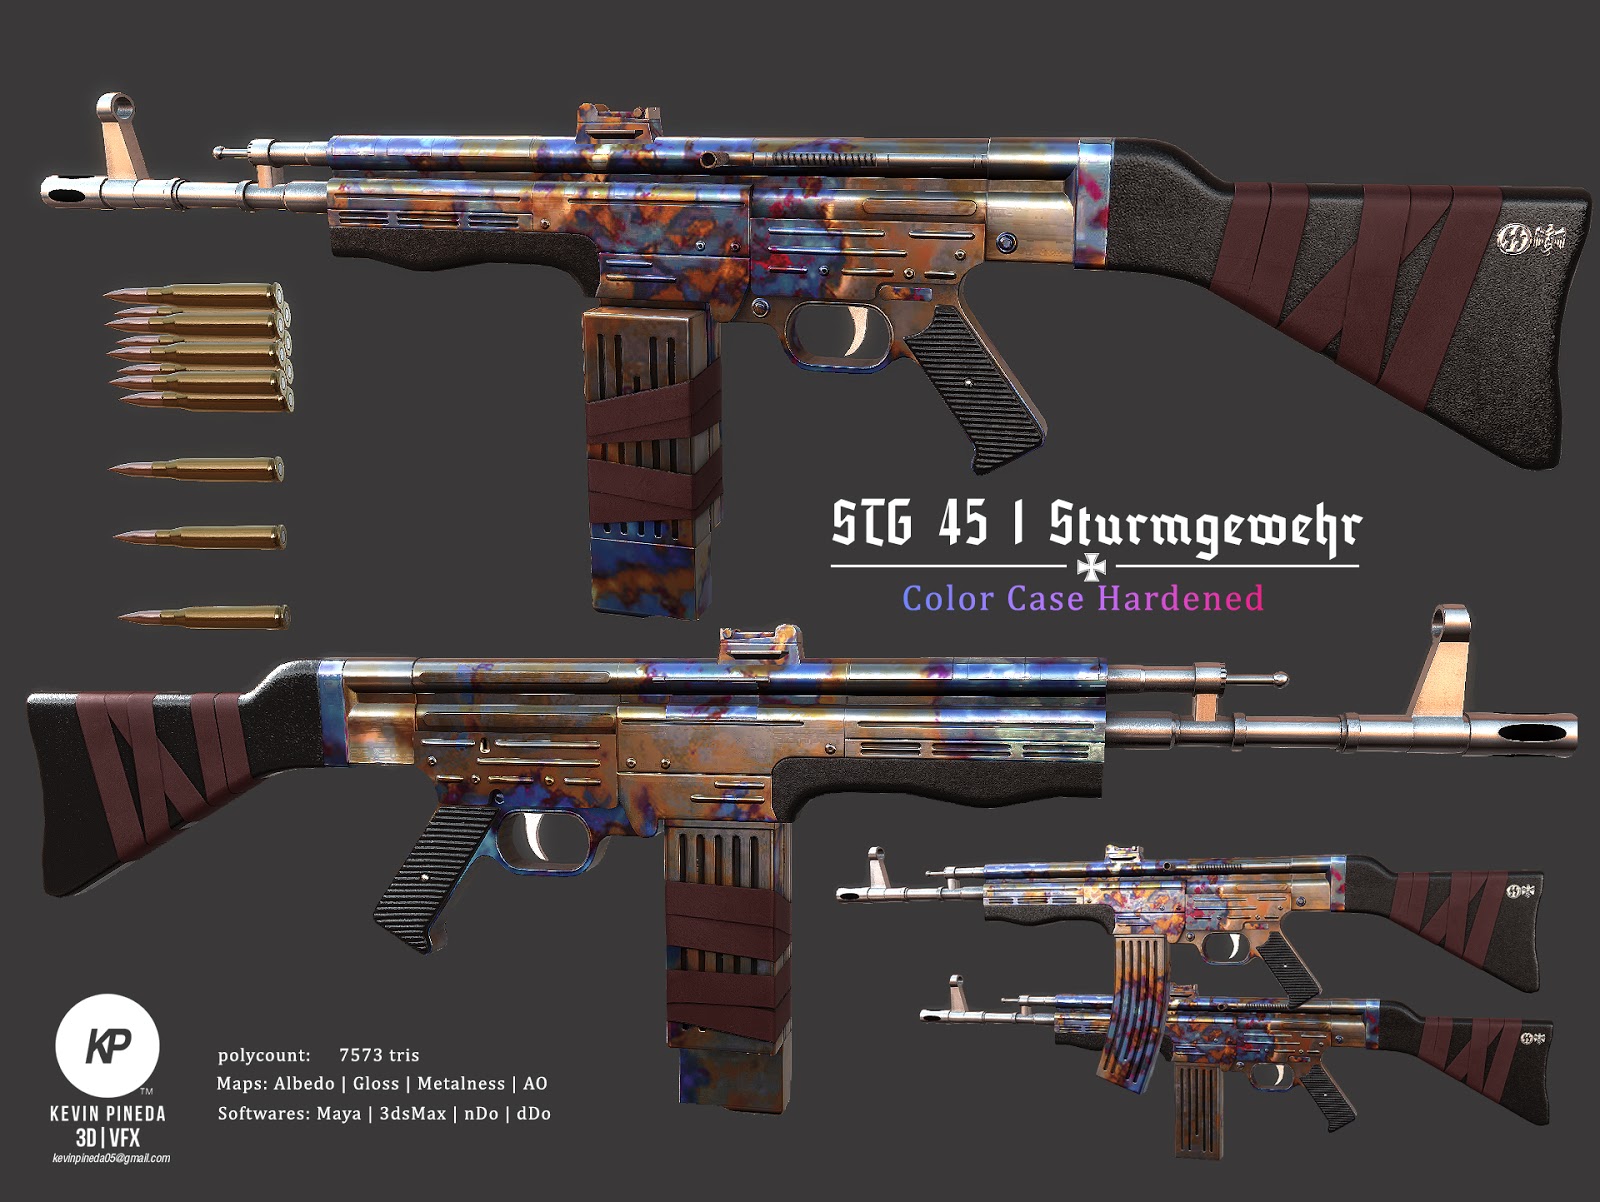 STG 45 | Sturmgewehr
Color Case Hardened
KP
TM
KEVIN PINEDA
3D|VFX
kevinpineda05@gmail.com
polycount: 7573 tris
Maps: Albedo | Gloss | Metalness | AO
Softwares: Maya | 3dsMax | nDo | dDo